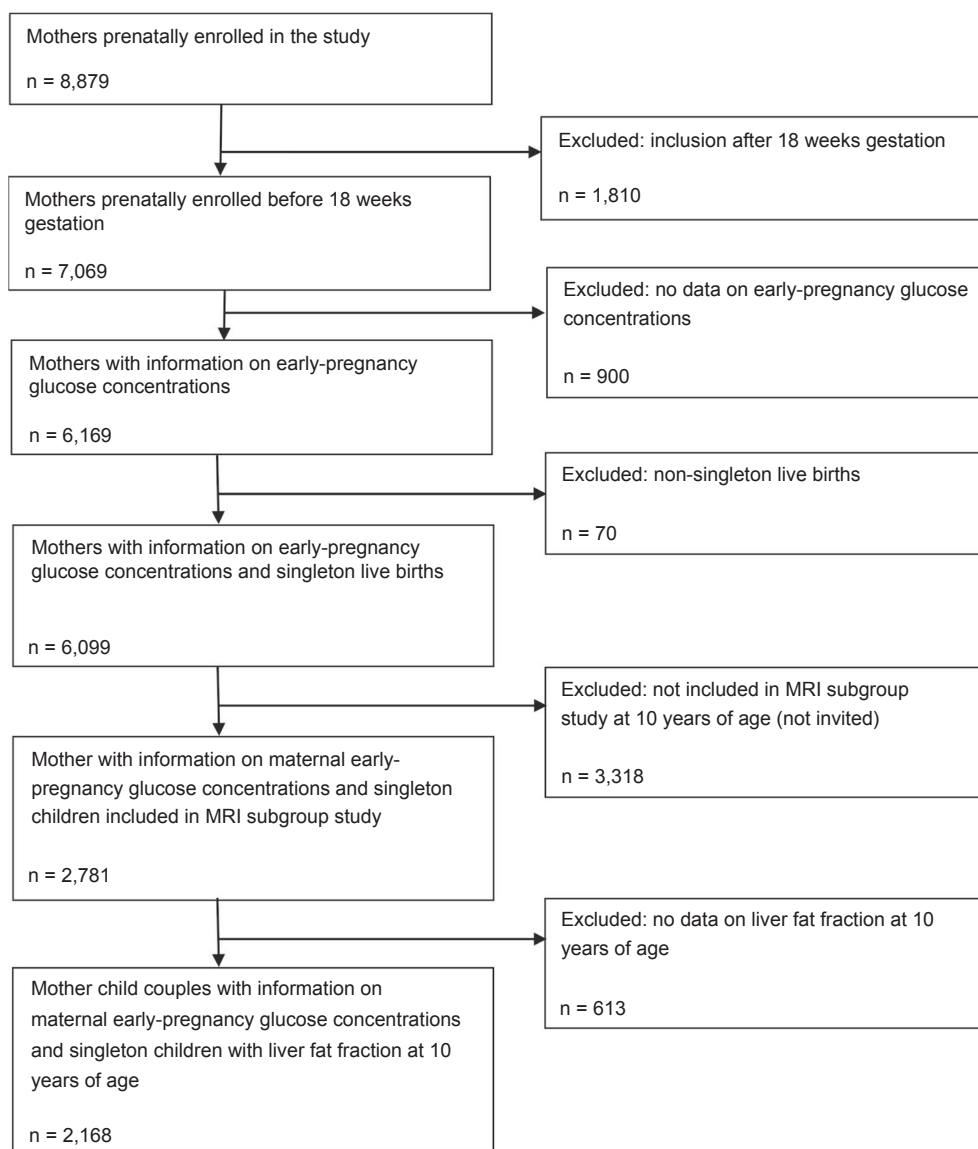 Mothers prenatally enrolled in the study
n = 8,879
Excluded: inclusion after 18 weeks gestation
n = 1,810
Mothers prenatally enrolled before 18 weeks
gestation
n = 7,069
Excluded: no data on early-pregnancy glucose
concentrations
n = 900
Mothers with information on early-pregnancy
glucose concentrations
n = 6,169
Excluded: non-singleton live births
n = 70
Mothers with information on early-pregnancy
glucose concentrations and singleton live births
n = 6,099
Excluded: not included in MRI subgroup
study at 10 years of age (not invited)
n = 3,318
Mother with information on maternal early-
pregnancy glucose concentrations and singleton
children included in MRI subgroup study
n = 2,781
Excluded: no data on liver fat fraction at 10
years of age
n = 613
Mother child couples with information on
maternal early-pregnancy glucose concentrations
and singleton children with liver fat fraction at 10
years of age
n = 2,168